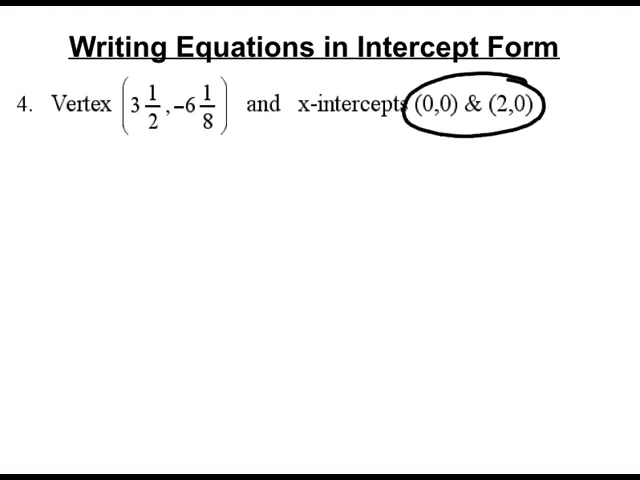 Writing Equations in Intercept Form
4. Vertex (3 1/2, -6 1/8) and x-intercepts (0,0) & (2,0)